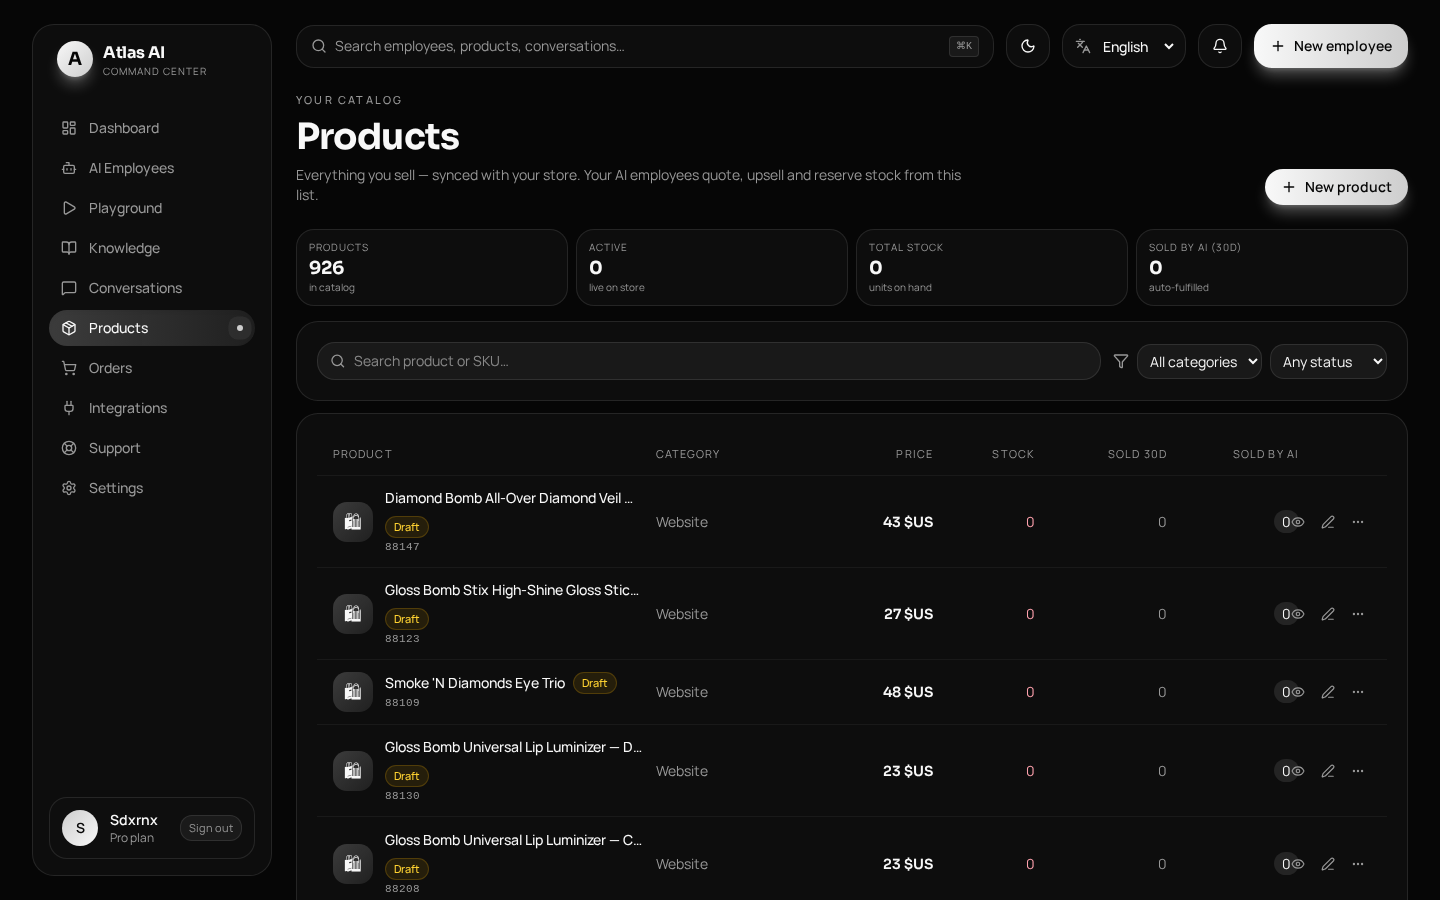 A
Atlas AI
COMMAND CENTER
Dashboard
AI Employees
Playground
Knowledge
Conversations
Products
Orders
Integrations
Support
Settings
S
Sdxrnx
Pro plan
Sign out
Search employees, products, conversations...
⌘K
English
+ New employee
YOUR CATALOG
Products
Everything you sell — synced with your store. Your AI employees quote, upsell and reserve stock from this
list.
+ New product
PRODUCTS
926
in catalog
ACTIVE
0
live on store
TOTAL STOCK
0
units on hand
SOLD BY AI (30D)
0
auto-fulfilled
Search product or SKU...
All categories
Any status
PRODUCT CATEGORY PRICE STOCK SOLD 30D SOLD BY AI
Diamond Bomb All-Over Diamond Veil ...
Draft
88147
Website 43 $US 0 0 0
Gloss Bomb Stix High-Shine Gloss Stic...
Draft
88123
Website 27 $US 0 0 0
Smoke 'N Diamonds Eye Trio Draft
88109
Website 48 $US 0 0 0
Gloss Bomb Universal Lip Luminizer — D...
Draft
88130
Website 23 $US 0 0 0
Gloss Bomb Universal Lip Luminizer — C...
Draft
88208
Website 23 $US 0 0 0